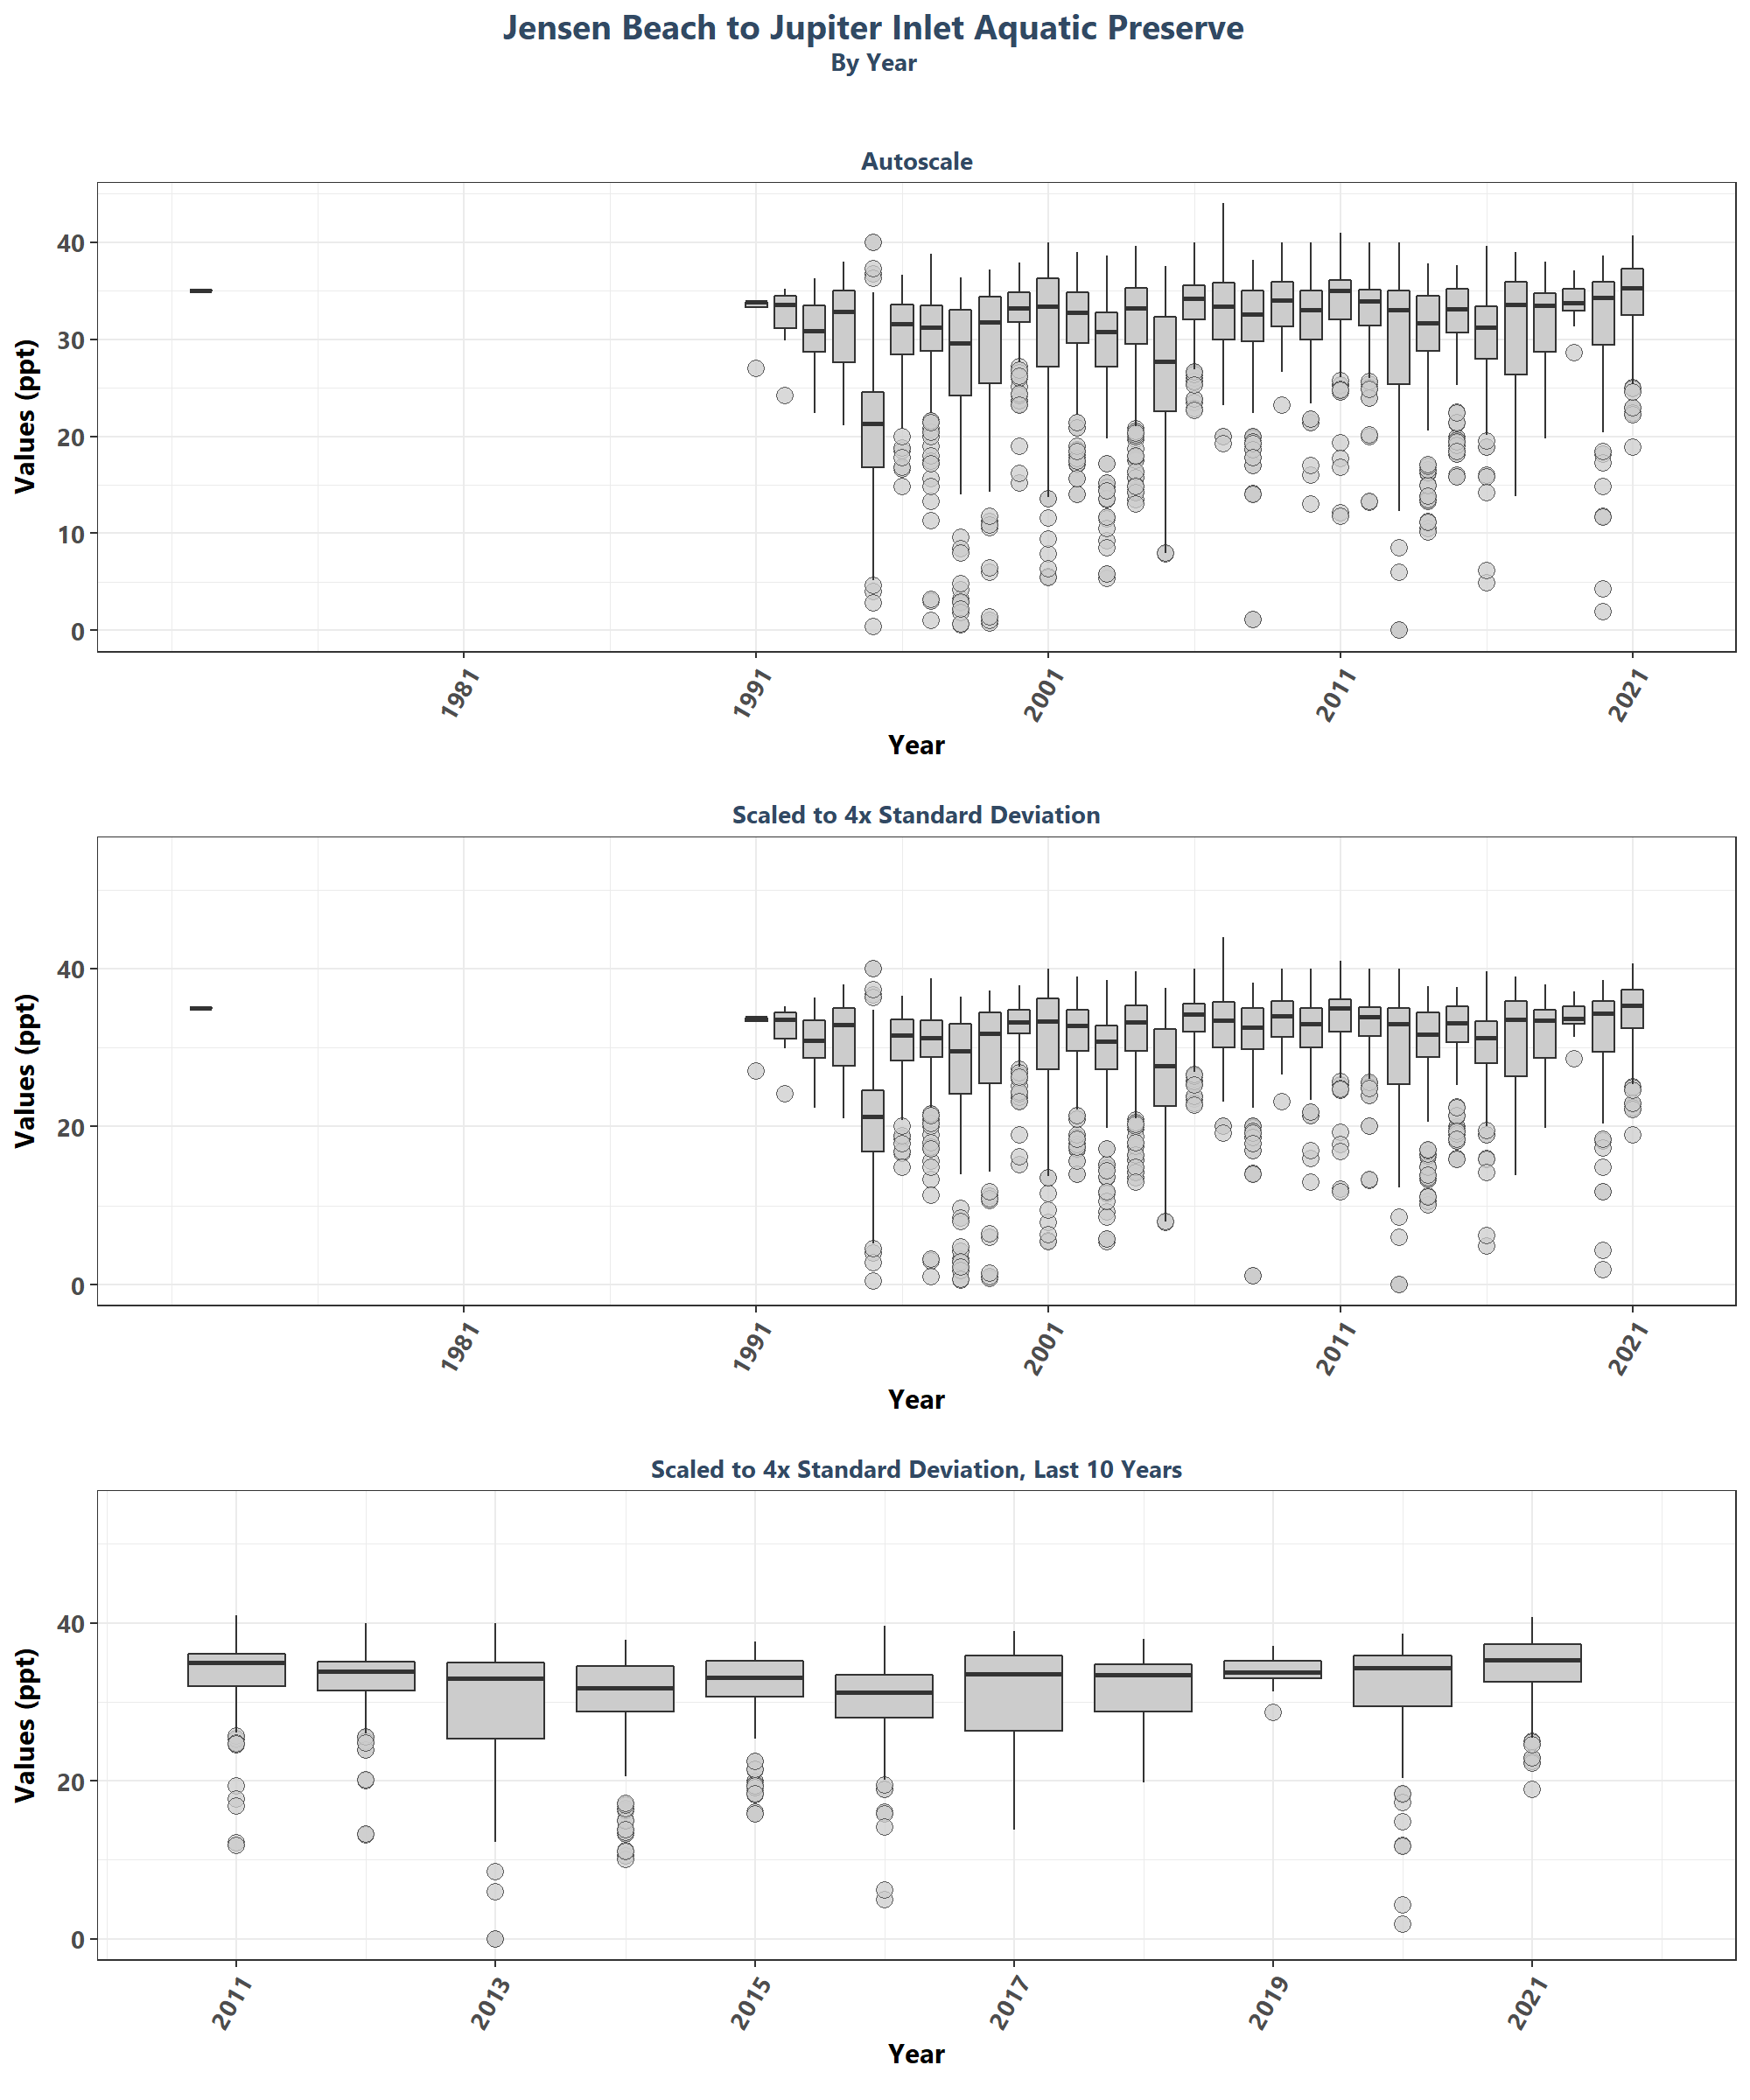 Jensen Beach to Jupiter Inlet Aquatic Preserve
By Year
Autoscale
Values (ppt)
40
30
20
10
0
1981
1991
2001
2011
2021
Year
Scaled to 4x Standard Deviation
Values (ppt)
40
20
0
1981
1991
2001
2011
2021
Year
Scaled to 4x Standard Deviation, Last 10 Years
Values (ppt)
40
20
0
2011
2013
2015
2017
2019
2021
Year